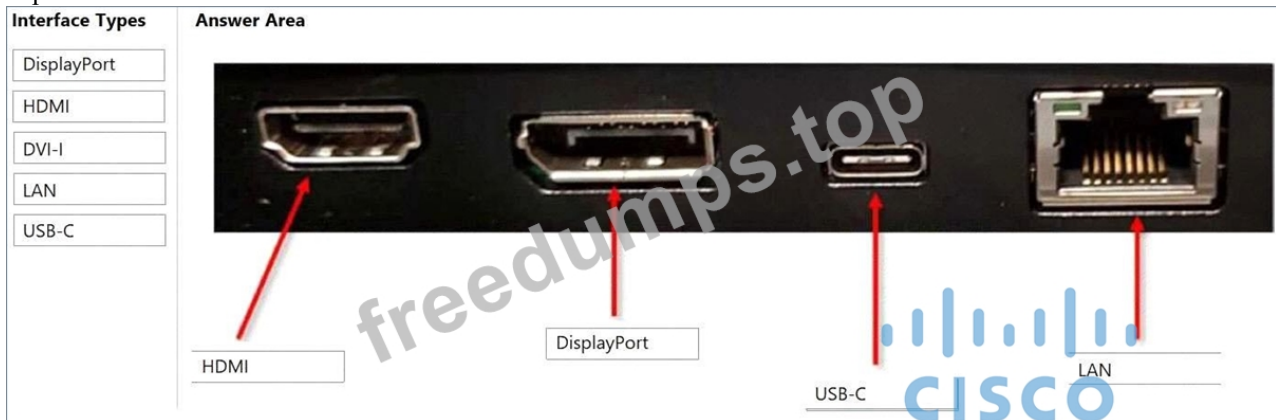 Interface Types
Answer Area
DisplayPort
HDMI
DVI-I
LAN
USB-C
freedumps.top
HDMI
DisplayPort
USB-C
LAN
CISCO